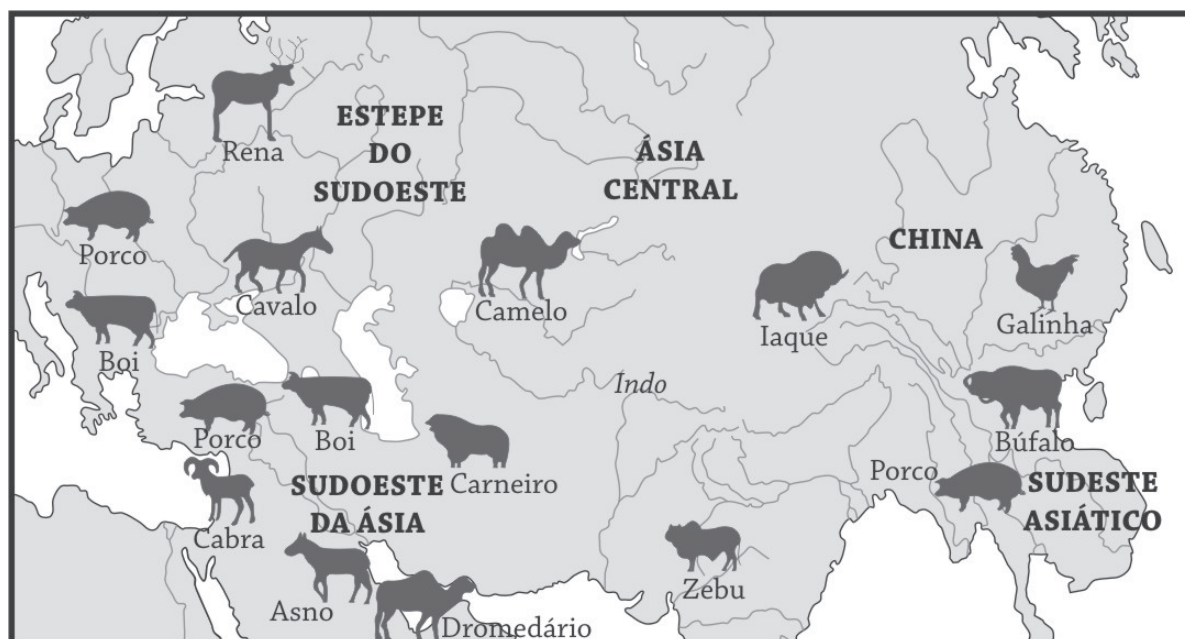 Rena
ESTEPE
DO
SUDOESTE
ÁSIA
CENTRAL
Porco
Cavalo
Camelo
CHINA
Iaque
Galinha
Boi
Índo
Porco
Boi
Carneiro
Búfalo
Porco
SUDOESTE
DA ÁSIA
SUDESTE
ASIÁTICO
Cabra
Asno
Dromedário
Zebu